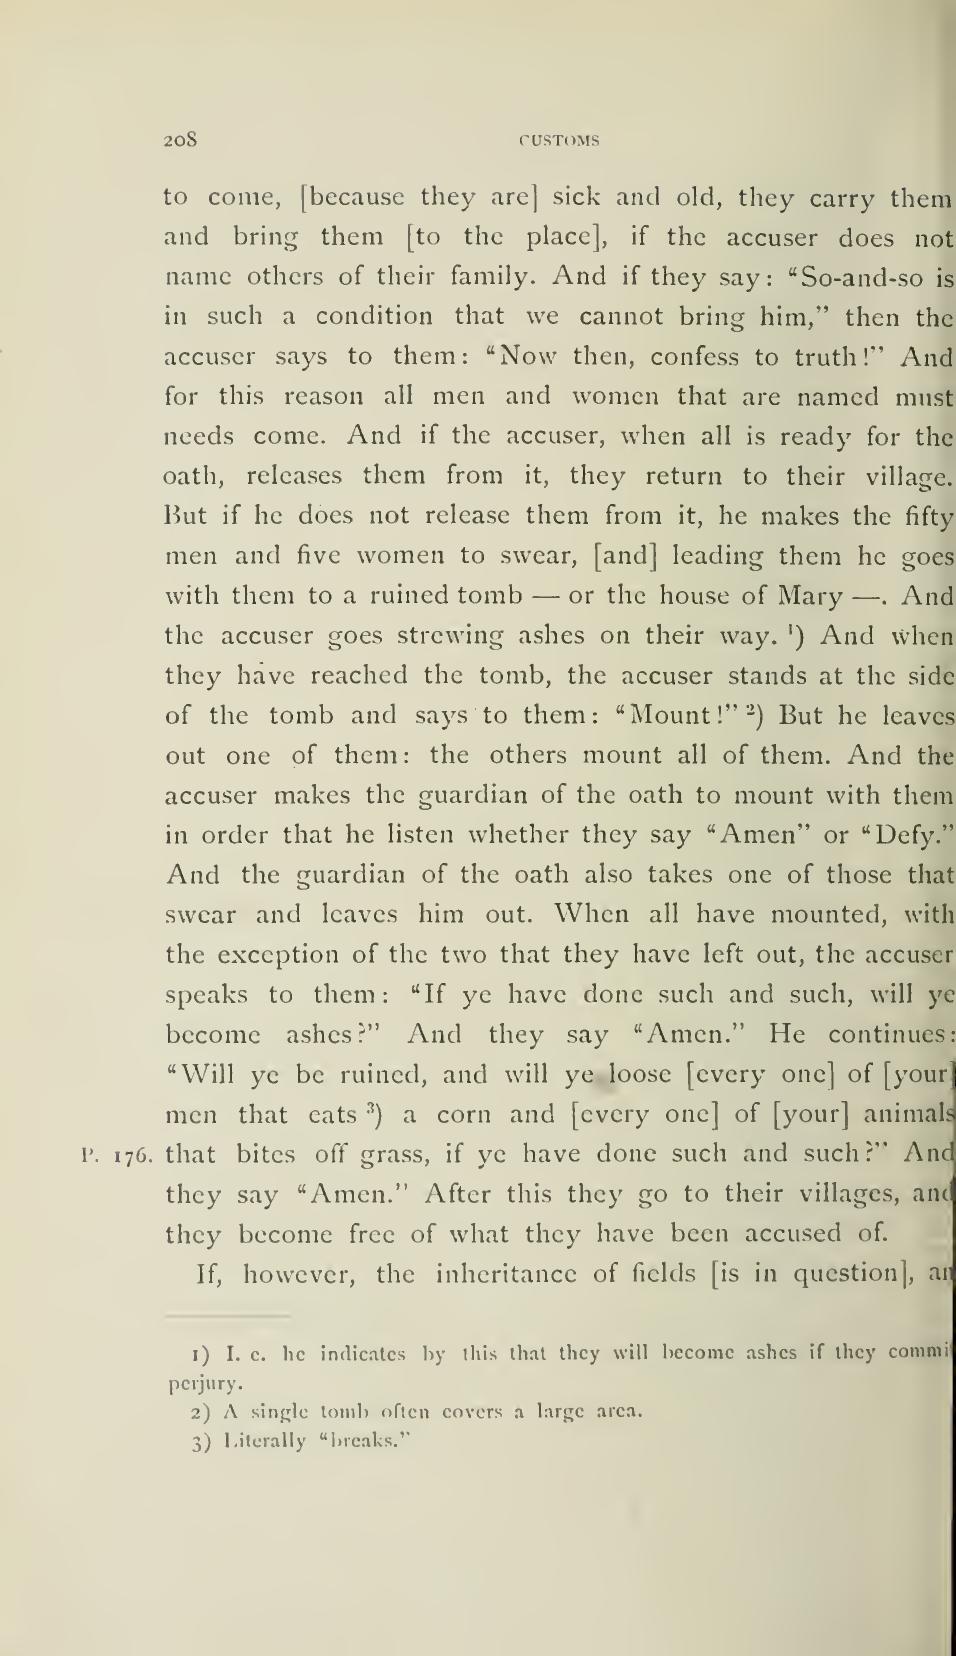 208 CUSTOMS
to come, [because they are] sick and old, they carry them
and bring them [to the place], if the accuser does not
name others of their family. And if they say: “So-and-so is
in such a condition that we cannot bring him,” then the
accuser says to them: “Now then, confess to truth!” And
for this reason all men and women that are named must
needs come. And if the accuser, when all is ready for the
oath, releases them from it, they return to their village.
But if he does not release them from it, he makes the fifty
men and five women to swear, [and] leading them he goes
with them to a ruined tomb — or the house of Mary —. And
the accuser goes strewing ashes on their way. 1) And when
they have reached the tomb, the accuser stands at the side
of the tomb and says to them: “Mount!” 2) But he leaves
out one of them: the others mount all of them. And the
accuser makes the guardian of the oath to mount with them
in order that he listen whether they say “Amen” or “Defy.”
And the guardian of the oath also takes one of those that
swear and leaves him out. When all have mounted, with
the exception of the two that they have left out, the accuser
speaks to them: “If ye have done such and such, will ye
become ashes?” And they say “Amen.” He continues:
“Will ye be ruined, and will ye loose [every one] of [your]
men that eats 3) a corn and [every one] of [your] animals
P. 176. that bites off grass, if ye have done such and such?” And
they say “Amen.” After this they go to their villages, and
they become free of what they have been accused of.
If, however, the inheritance of fields [is in question], an
1) I. e. he indicates by this that they will become ashes if they commit
perjury.
2) A single tomb often covers a large area.
3) Literally “breaks.”